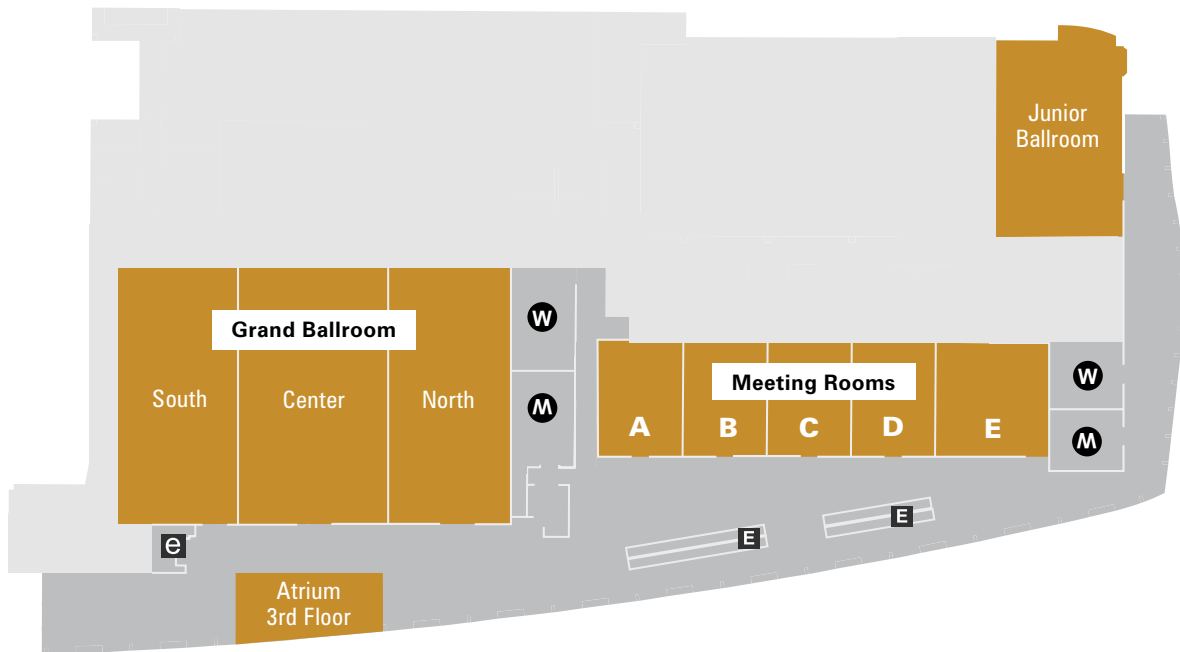 Junior
Ballroom
Grand Ballroom
South
Center
North
W
M
Meeting Rooms
A
B
C
D
E
W
M
e
E
E
Atrium
3rd Floor